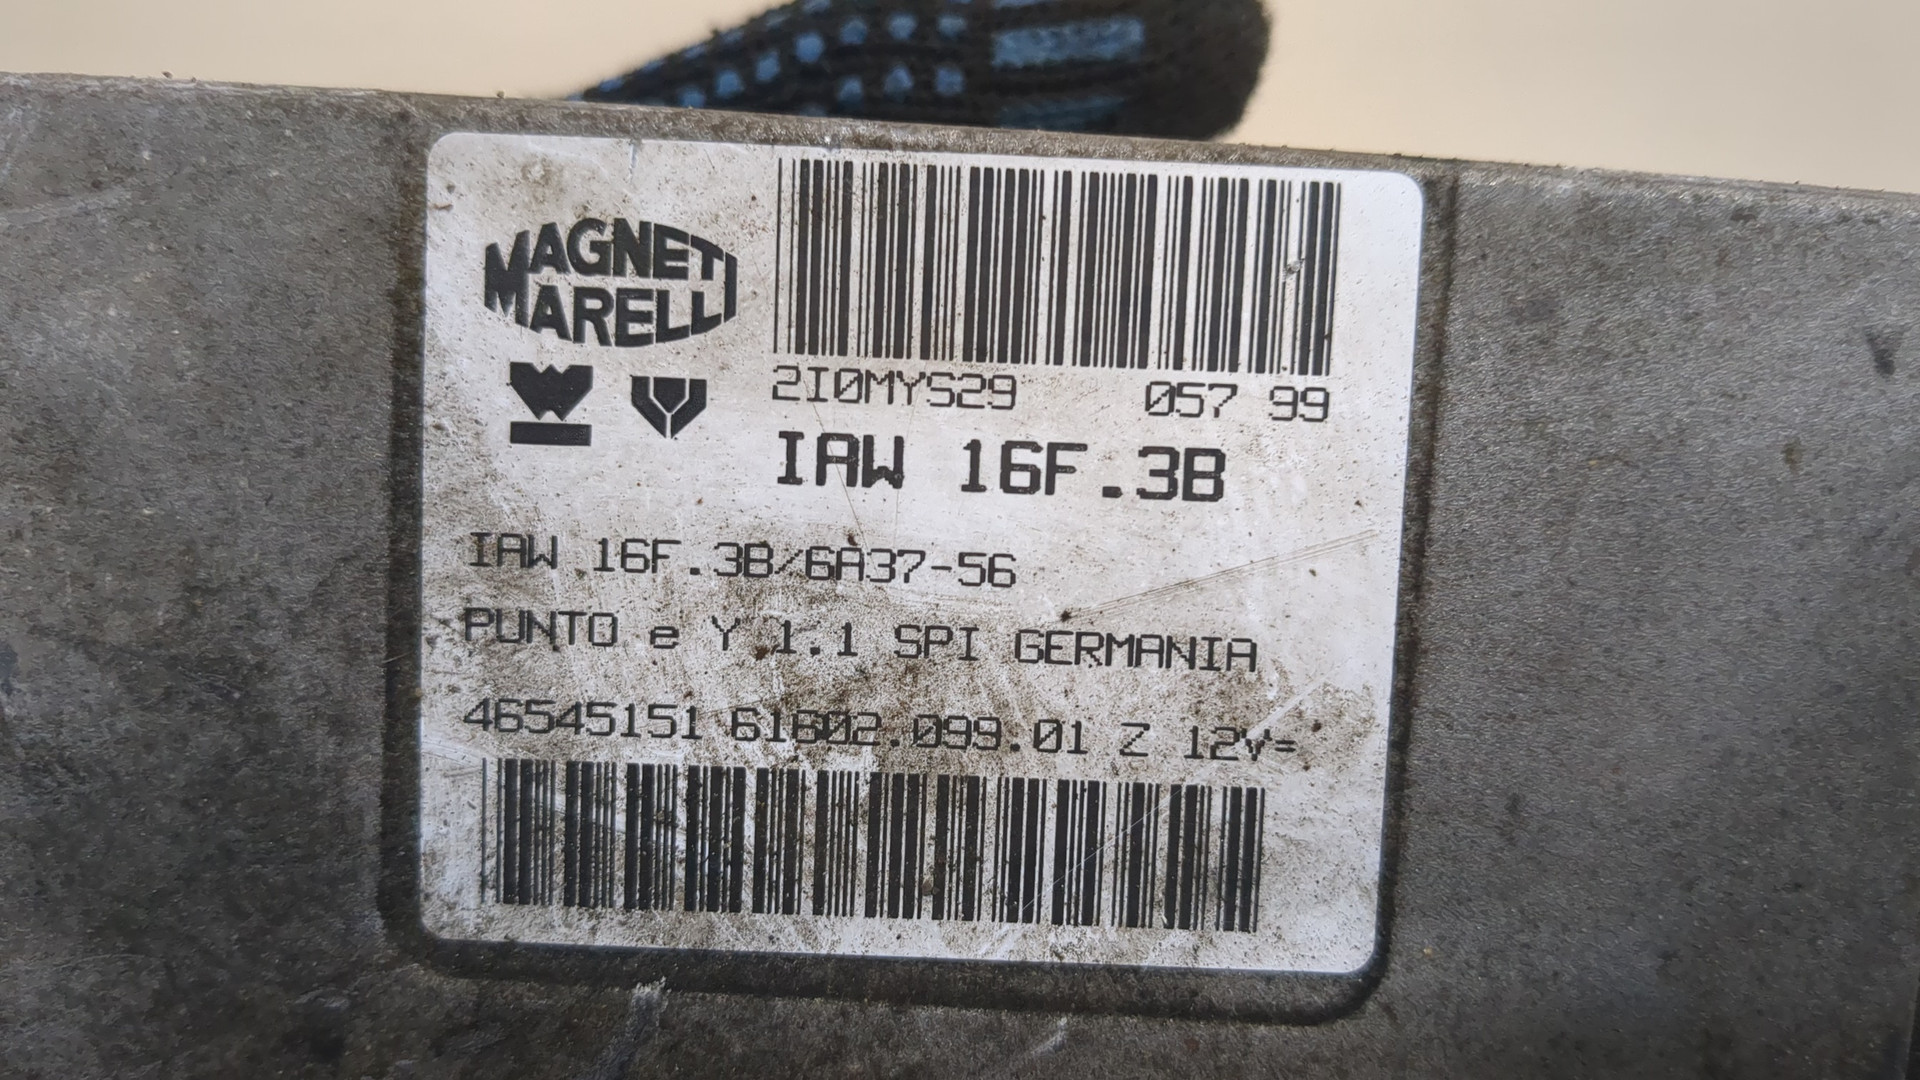 MAGNETI
MARELLI
2I0MYS29 057 99
IAW 16F.3B
IAW 16F.3B/6A37-56
PUNTO e Y 1.1 SPI GERMANIA
46545151 61602.099.01 Z 12V=